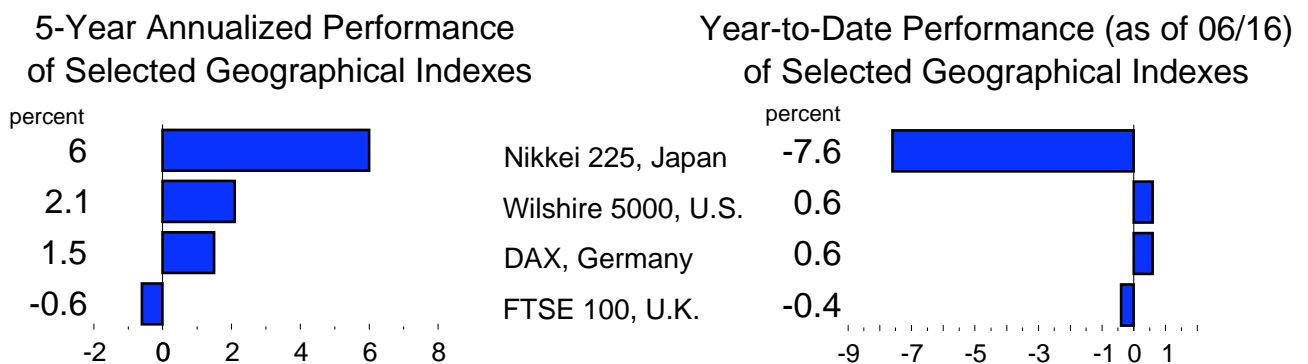 5-Year Annualized Performance
of Selected Geographical Indexes
percent
6
2.1
1.5
-0.6
-2 0 2 4 6 8
Nikkei 225, Japan
Wilshire 5000, U.S.
DAX, Germany
FTSE 100, U.K.
Year-to-Date Performance (as of 06/16)
of Selected Geographical Indexes
percent
-7.6
0.6
0.6
-0.4
-9 -7 -5 -3 -1 0 1